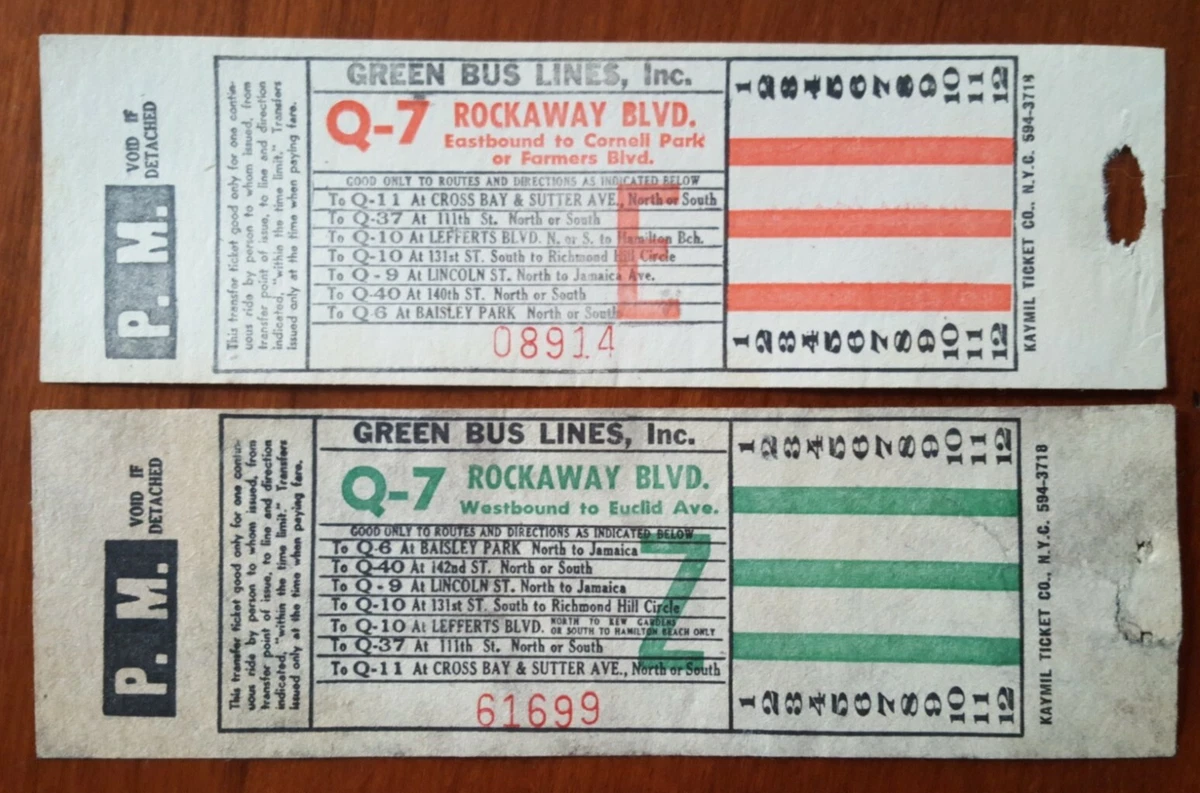 VOID IF
DETACHED
P. M.
This transfer ticket good only for one contin-
uous ride by person to whom issued, from
transfer point of issue, to line and direction
indicated, "within the time limit." Transfers
issued only at the time when paying fare.
GREEN BUS LINES, Inc.
Q-7 ROCKAWAY BLVD.
Eastbound to Cornell Park
or Farmers Blvd.
GOOD ONLY TO ROUTES AND DIRECTIONS AS INDICATED BELOW
To Q-11 At CROSS BAY & SUTTER AVE., North or South
To Q-37 At 111th St. North or South
To Q-10 At LEFFERTS BLVD. N. or S. to Hamilton Bch.
To Q-10 At 131st ST. South to Richmond Hill Circle
To Q-9 At LINCOLN ST. North to Jamaica Ave.
To Q-40 At 140th ST. North or South
To Q-6 At BAISLEY PARK North or South
E
08914
1 2 3 4 5 6 7 8 9 10 11 12
1 2 3 4 5 6 7 8 9 10 11 12
KAYMIL TICKET CO., N.Y.C. 594-3718
VOID IF
DETACHED
P. M.
This transfer ticket good only for one contin-
uous ride by person to whom issued, from
transfer point of issue, to line and direction
indicated, "within the time limit." Transfers
issued only at the time when paying fare.
GREEN BUS LINES, Inc.
Q-7 ROCKAWAY BLVD.
Westbound to Euclid Ave.
GOOD ONLY TO ROUTES AND DIRECTIONS AS INDICATED BELOW
To Q-6 At BAISLEY PARK North to Jamaica
To Q-40 At 142nd ST. North or South
To Q-9 At LINCOLN ST. North to Jamaica
To Q-10 At 131st ST. South to Richmond Hill Circle
To Q-10 At LEFFERTS BLVD. NORTH TO KEW GARDENS
OR SOUTH TO HAMILTON BEACH ONLY
To Q-37 At 111th St. North or South
To Q-11 At CROSS BAY & SUTTER AVE., North or South
Z
61699
1 2 3 4 5 6 7 8 9 10 11 12
1 2 3 4 5 6 7 8 9 10 11 12
KAYMIL TICKET CO., N.Y.C. 594-3718